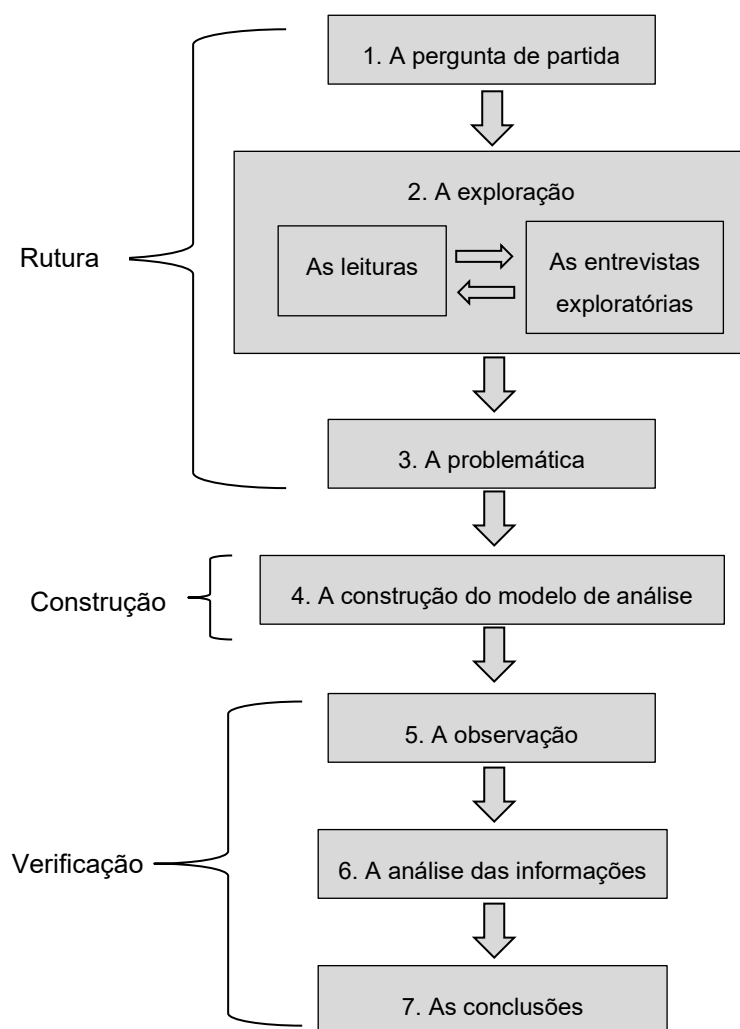 1. A pergunta de partida
2. A exploração
Rutura
As leituras
As entrevistas
exploratórias
3. A problemática
Construção
4. A construção do modelo de análise
5. A observação
Verificação
6. A análise das informações
7. As conclusões